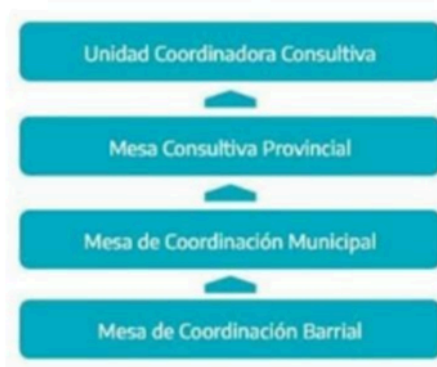 Unidad Coordinadora Consultiva
Mesa Consultiva Provincial
Mesa de Coordinación Municipal
Mesa de Coordinación Barrial